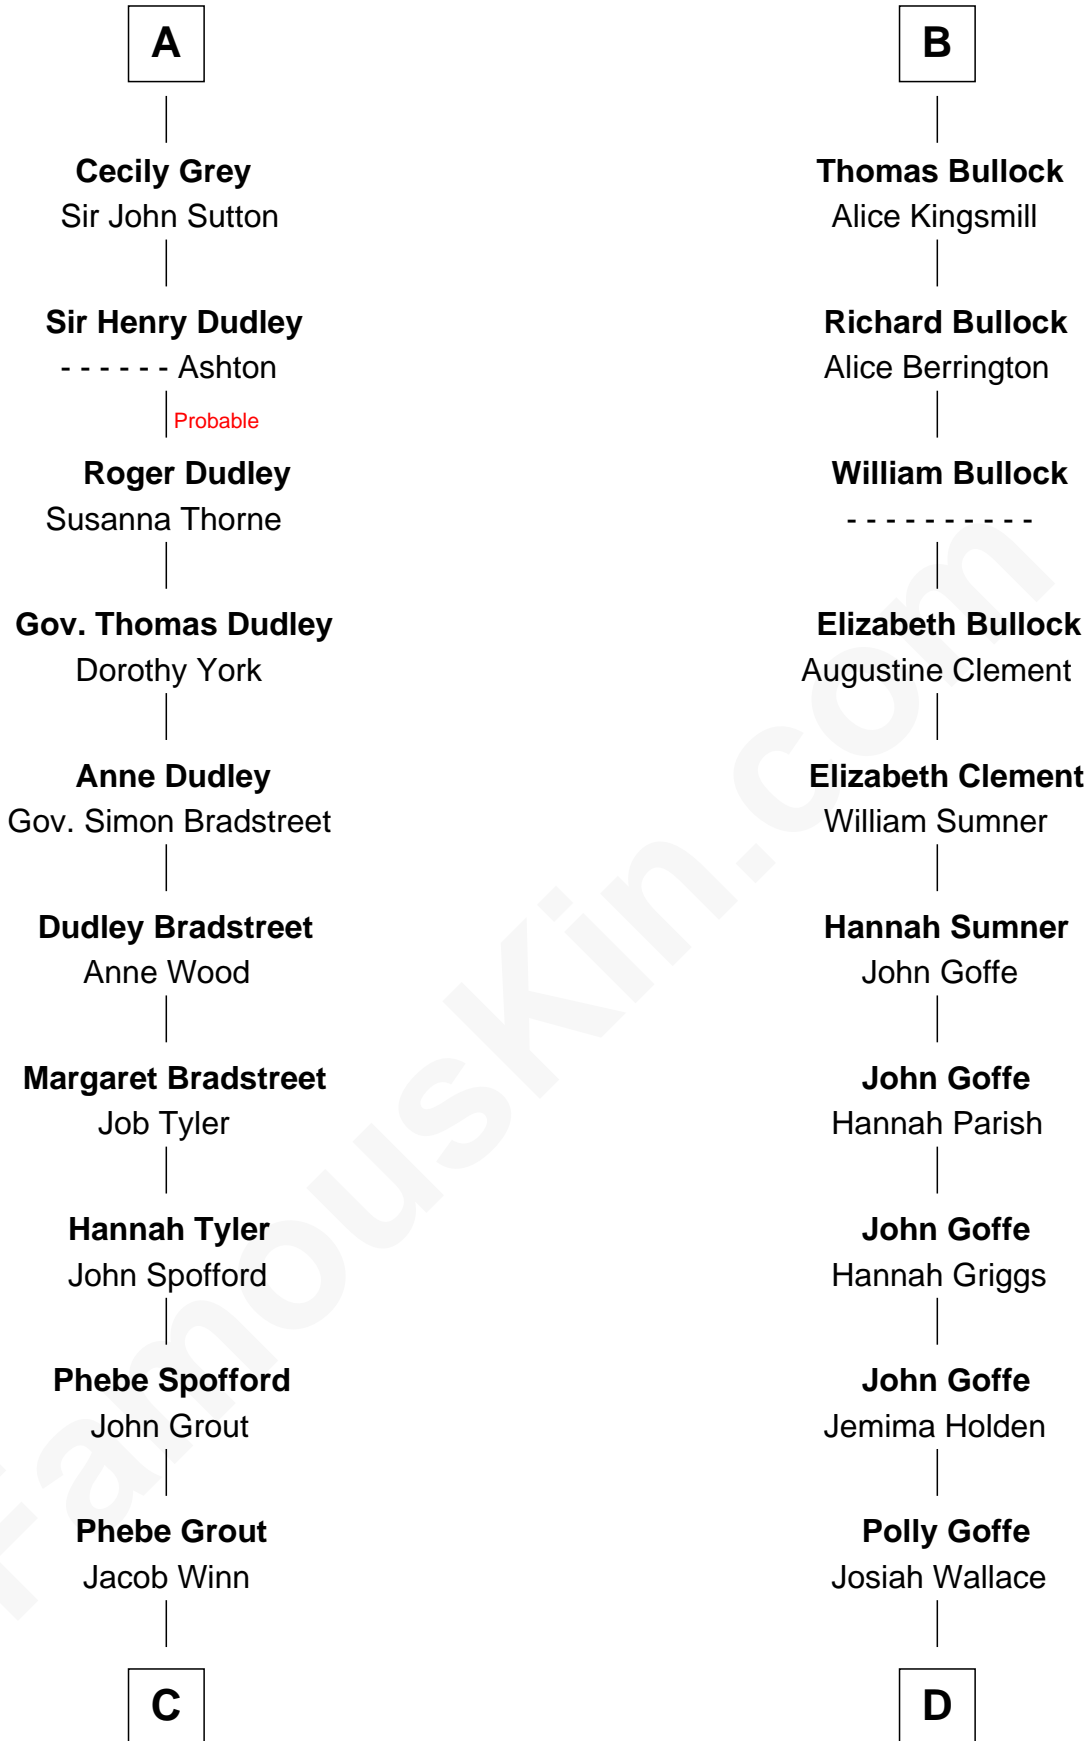 A
Cecily Grey
Sir John Sutton
Sir Henry Dudley
- - - - - - Ashton
Probable
Roger Dudley
Susanna Thorne
Gov. Thomas Dudley
Dorothy York
Anne Dudley
Gov. Simon Bradstreet
Dudley Bradstreet
Anne Wood
Margaret Bradstreet
Job Tyler
Hannah Tyler
John Spofford
Phebe Spofford
John Grout
Phebe Grout
Jacob Winn
C
B
Thomas Bullock
Alice Kingsmill
Richard Bullock
Alice Berrington
William Bullock
- - - - - - - - - -
Elizabeth Bullock
Augustine Clement
Elizabeth Clement
William Sumner
Hannah Sumner
John Goffe
John Goffe
Hannah Parish
John Goffe
Hannah Griggs
John Goffe
Jemima Holden
Polly Goffe
Josiah Wallace
D
FamousKin.com